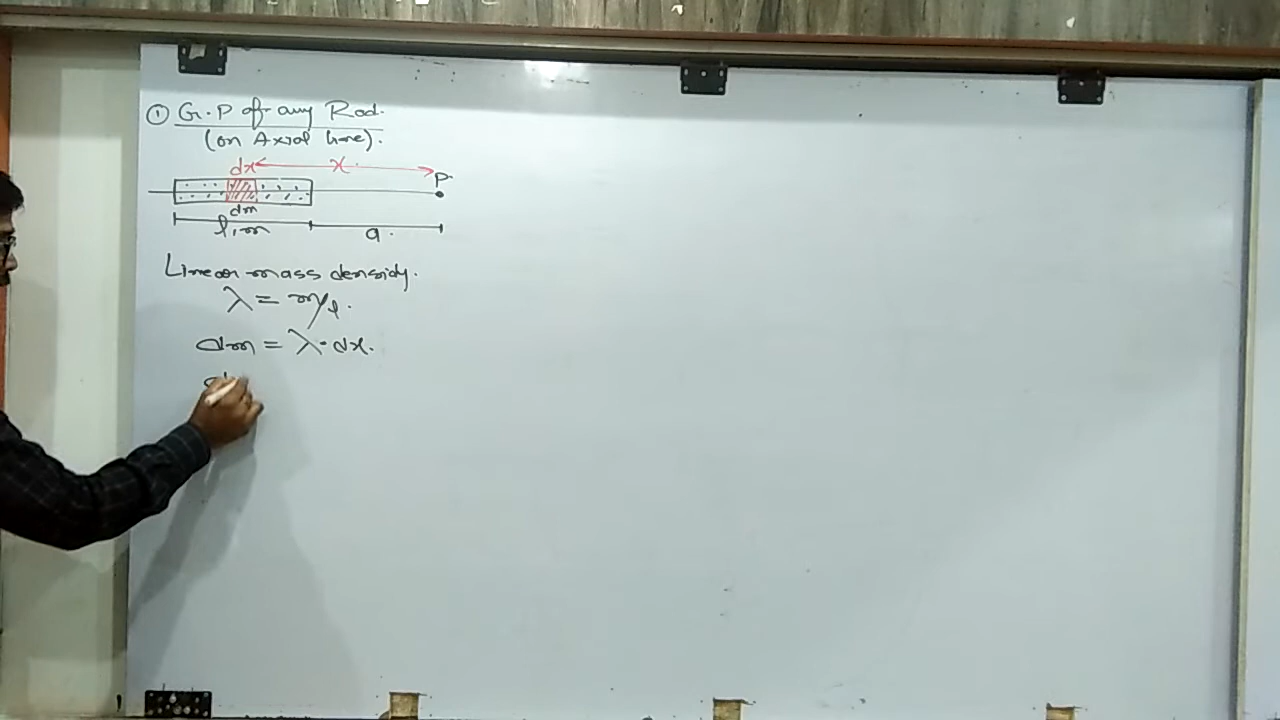 ① G.P of any Rod.
(on Axial line).
dx x P.
dm
l, m a.
Linear mass density.
λ = m/l.
dm = λ · dx.